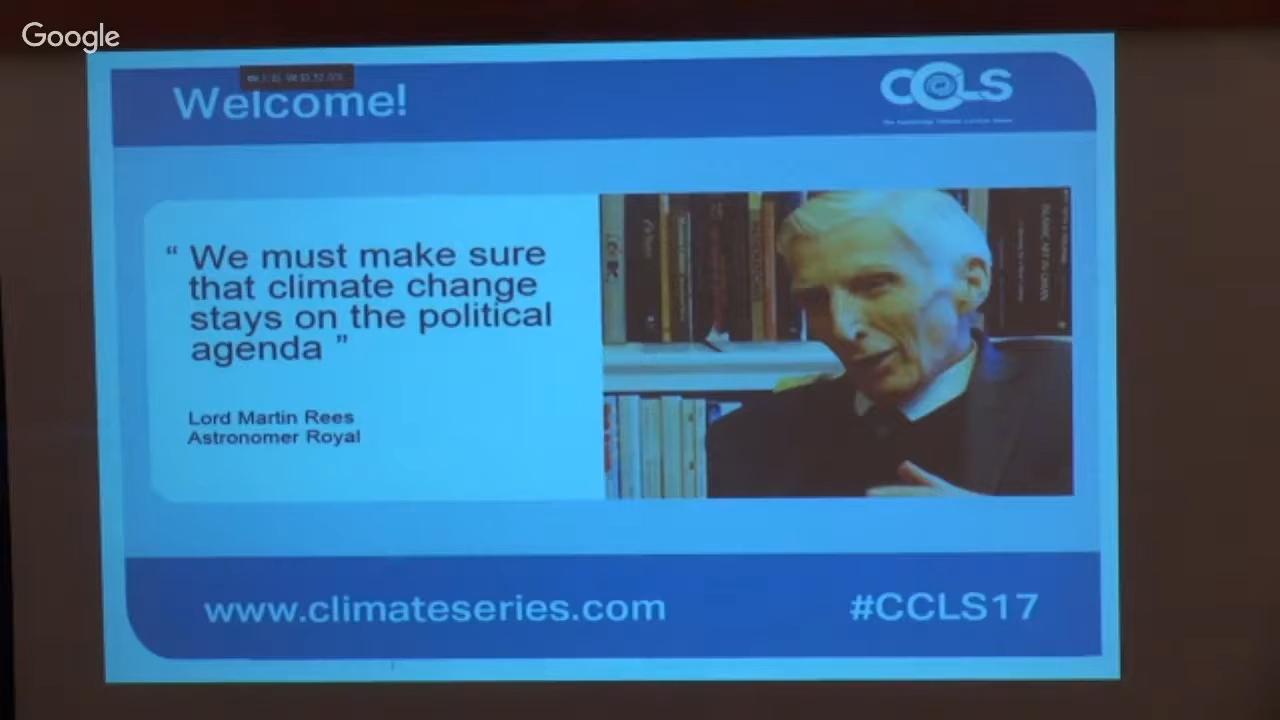 Google
Welcome!
CCLS
“ We must make sure
that climate change
stays on the political
agenda ”
Lord Martin Rees
Astronomer Royal
www.climateseries.com
#CCLS17